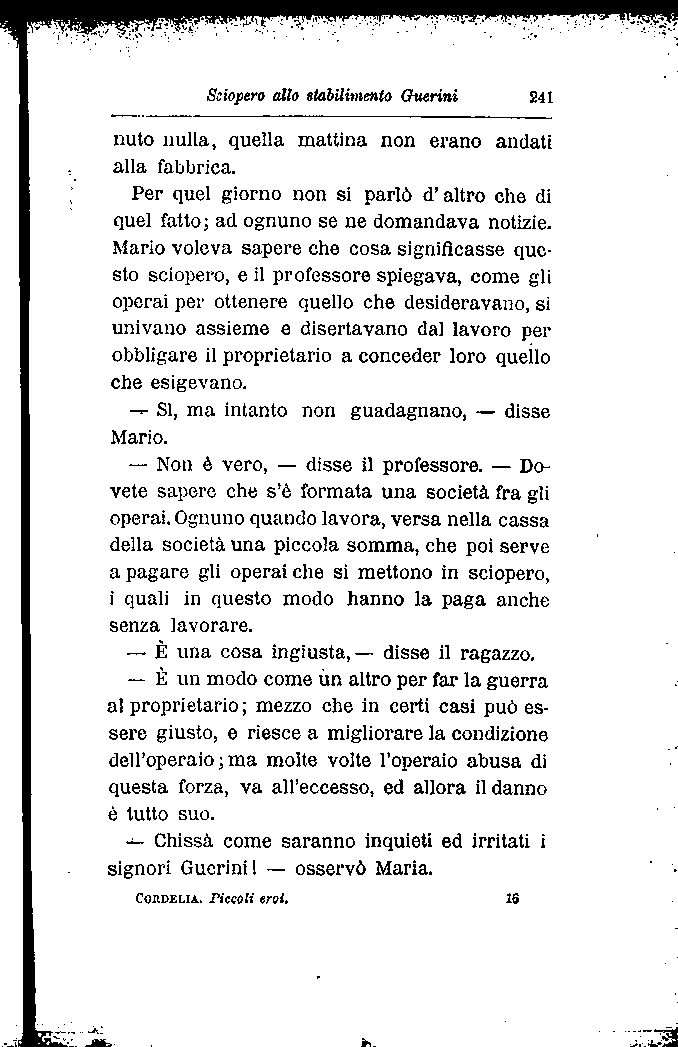 Sciopero allo stabilimento Guerini 241
nuto nulla, quella mattina non erano andati
alla fabbrica.
Per quel giorno non si parlò d'altro che di
quel fatto; ad ognuno se ne domandava notizie.
Mario voleva sapere che cosa significasse que-
sto sciopero, e il professore spiegava, come gli
operai per ottenere quello che desideravano, si
univano assieme e disertavano dal lavoro per
obbligare il proprietario a conceder loro quello
che esigevano.
— Sì, ma intanto non guadagnano, — disse
Mario.
— Non è vero, — disse il professore. — Do-
vete sapere che s'è formata una società fra gli
operai. Ognuno quando lavora, versa nella cassa
della società una piccola somma, che poi serve
a pagare gli operai che si mettono in sciopero,
i quali in questo modo hanno la paga anche
senza lavorare.
— È una cosa ingiusta, — disse il ragazzo.
— È un modo come un altro per far la guerra
al proprietario; mezzo che in certi casi può es-
sere giusto, e riesce a migliorare la condizione
dell'operaio; ma molte volte l'operaio abusa di
questa forza, va all'eccesso, ed allora il danno
è tutto suo.
— Chissà come saranno inquieti ed irritati i
signori Guerini! — osservò Maria.
CORDELIA. Piccoli eroi. 16